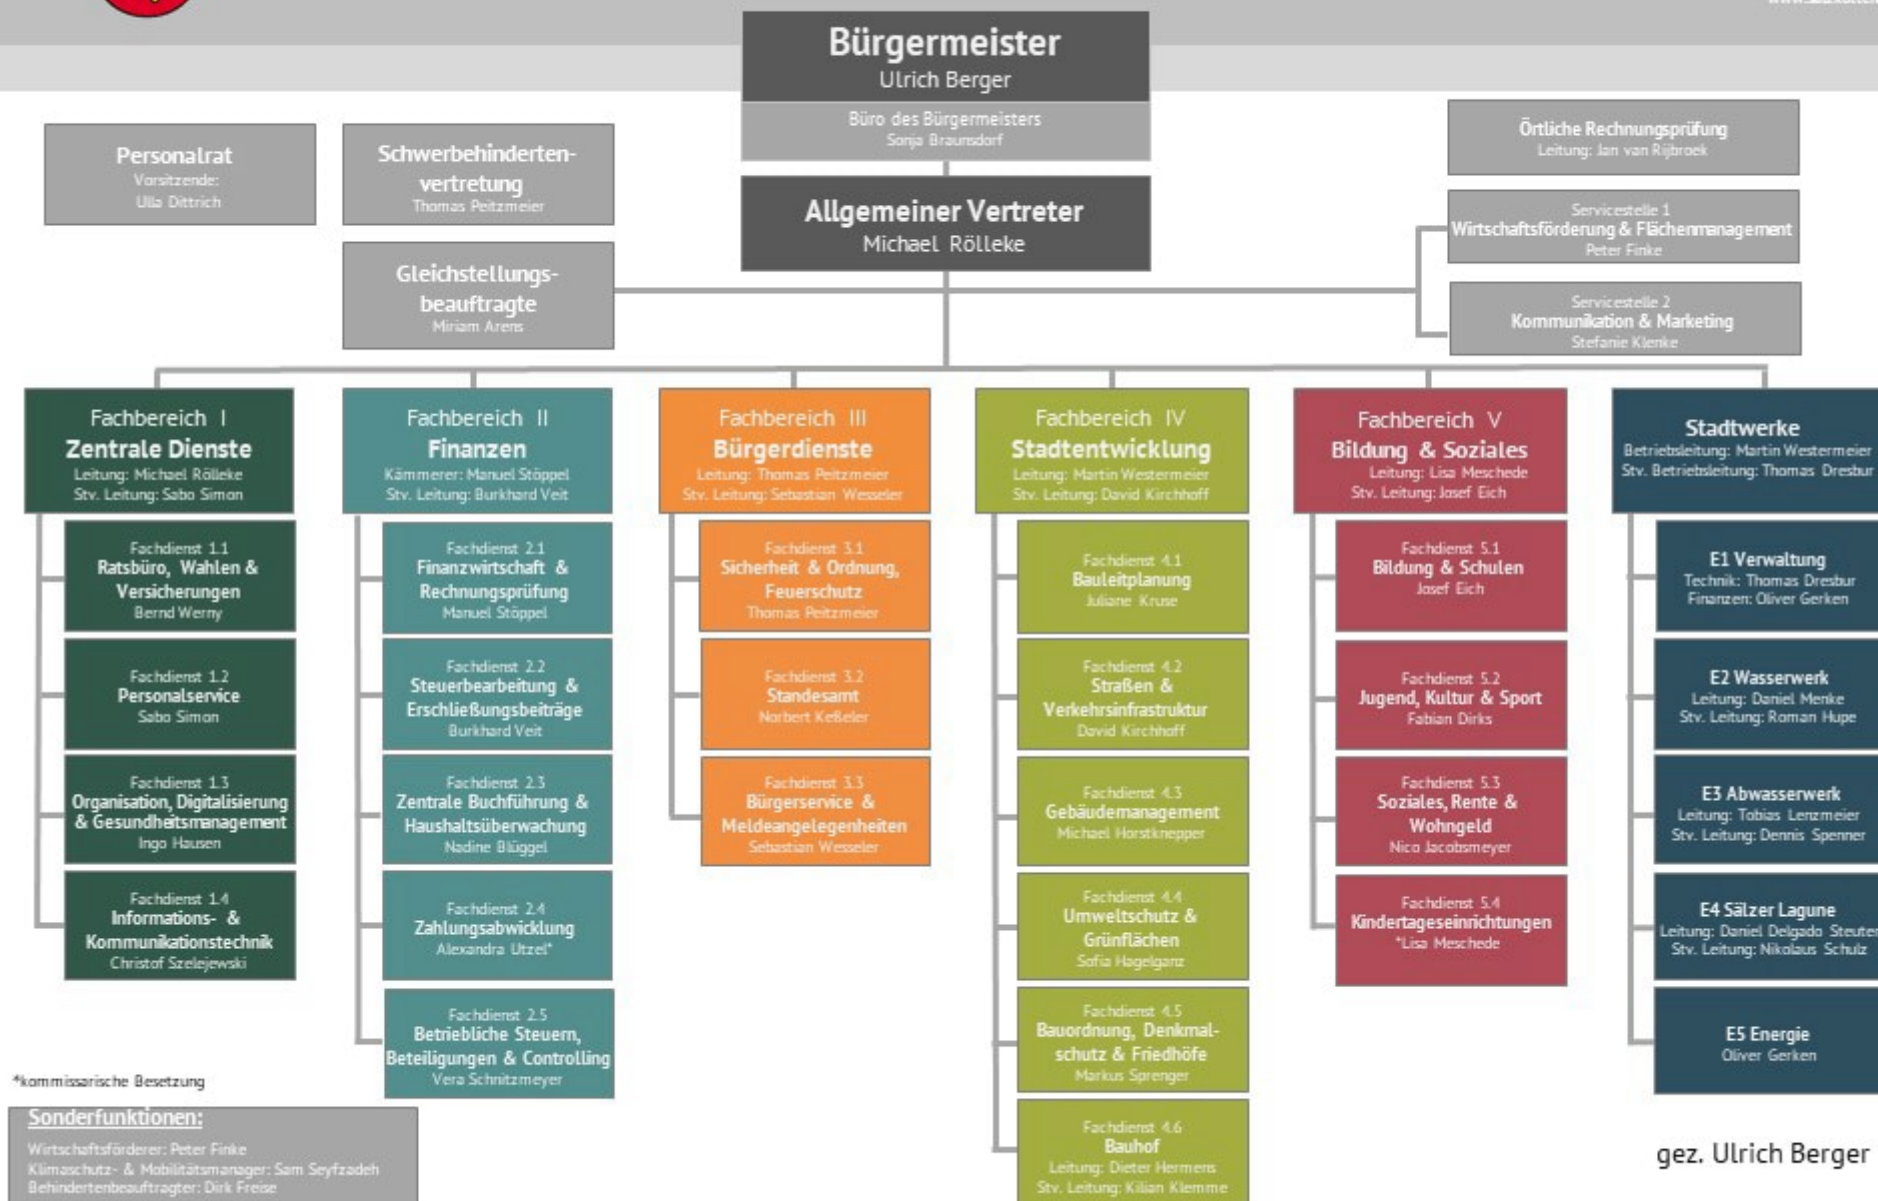 Bürgermeister
Ulrich Berger
Büro des Bürgermeisters
Sonja Braunsdorf
Personalrat
Vorsitzende:
Ulla Dittrich
Schwerbehinderten-
vertretung
Thomas Peitzmeier
Gleichstellungs-
beauftragte
Miriam Arens
Allgemeiner Vertreter
Michael Rölleke
Örtliche Rechnungsprüfung
Leitung: Jan van Rijbroek
Servicestelle 1
Wirtschaftsförderung & Flächenmanagement
Peter Finke
Servicestelle 2
Kommunikation & Marketing
Stefanie Klenke
Fachbereich I
Zentrale Dienste
Leitung: Michael Rölleke
Stv. Leitung: Sabo Simon
Fachdienst 1.1
Ratsbüro, Wahlen &
Versicherungen
Bernd Werny
Fachdienst 1.2
Personalservice
Sabo Simon
Fachdienst 1.3
Organisation, Digitalisierung
& Gesundheitsmanagement
Ingo Hausen
Fachdienst 1.4
Informations- &
Kommunikationstechnik
Christof Szelejewski
Fachbereich II
Finanzen
Kämmerer: Manuel Stöppel
Stv. Leitung: Burkhard Veit
Fachdienst 2.1
Finanzwirtschaft &
Rechnungsprüfung
Manuel Stöppel
Fachdienst 2.2
Steuerbearbeitung &
Erschließungsbeiträge
Burkhard Veit
Fachdienst 2.3
Zentrale Buchführung &
Haushaltsüberwachung
Nadine Blüggel
Fachdienst 2.4
Zahlungsabwicklung
Alexandra Utzel*
Fachdienst 2.5
Betriebliche Steuern,
Beteiligungen & Controlling
Vera Schnitzmeyer
Fachbereich III
Bürgerdienste
Leitung: Thomas Peitzmeier
Stv. Leitung: Sebastian Wesseler
Fachdienst 3.1
Sicherheit & Ordnung,
Feuerschutz
Thomas Peitzmeier
Fachdienst 3.2
Standesamt
Norbert Keßeler
Fachdienst 3.3
Bürgerservice &
Meldeangelegenheiten
Sebastian Wesseler
Fachbereich IV
Stadtentwicklung
Leitung: Martin Westermeier
Stv. Leitung: David Kirchhoff
Fachdienst 4.1
Bauleitplanung
Juliane Kruse
Fachdienst 4.2
Straßen &
Verkehrsinfrastruktur
David Kirchhoff
Fachdienst 4.3
Gebäudemanagement
Michael Horstknepper
Fachdienst 4.4
Umweltschutz &
Grünflächen
Sofia Hagelganz
Fachdienst 4.5
Bauordnung, Denkmal-
schutz & Friedhöfe
Markus Sprenger
Fachdienst 4.6
Bauhof
Leitung: Dieter Hermens
Stv. Leitung: Kilian Klemme
Fachbereich V
Bildung & Soziales
Leitung: Lisa Meschede
Stv. Leitung: Josef Eich
Fachdienst 5.1
Bildung & Schulen
Josef Eich
Fachdienst 5.2
Jugend, Kultur & Sport
Fabian Dirks
Fachdienst 5.3
Soziales, Rente &
Wohngeld
Nico Jacobsmeyer
Fachdienst 5.4
Kindertageseinrichtungen
*Lisa Meschede
Stadtwerke
Betriebsleitung: Martin Westermeier
Stv. Betriebsleitung: Thomas Dresbur
E1 Verwaltung
Technik: Thomas Dresbur
Finanzen: Oliver Gerken
E2 Wasserwerk
Leitung: Daniel Menke
Stv. Leitung: Roman Hupe
E3 Abwasserwerk
Leitung: Tobias Lenzmeier
Stv. Leitung: Dennis Spenner
E4 Sälzer Lagune
Leitung: Daniel Delgado Steuter
Stv. Leitung: Nikolaus Schulz
E5 Energie
Oliver Gerken
*kommissarische Besetzung
Sonderfunktionen:
Wirtschaftsförderer: Peter Finke
Klimaschutz- & Mobilitätsmanager: Sam Seyfzadeh
Behindertenbeauftragter: Dirk Freise
gez. Ulrich Berger